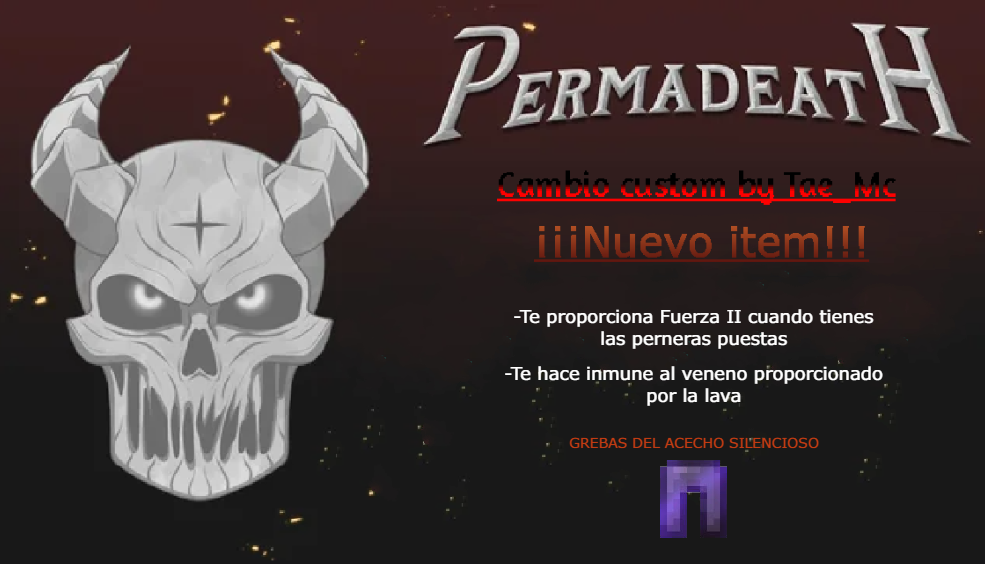 PERMADEATH
Cambio custom by Tae_Mc
¡¡¡Nuevo item!!!
-Te proporciona Fuerza II cuando tienes
las perneras puestas
-Te hace inmune al veneno proporcionado
por la lava
GREBAS DEL ACECHO SILENCIOSO